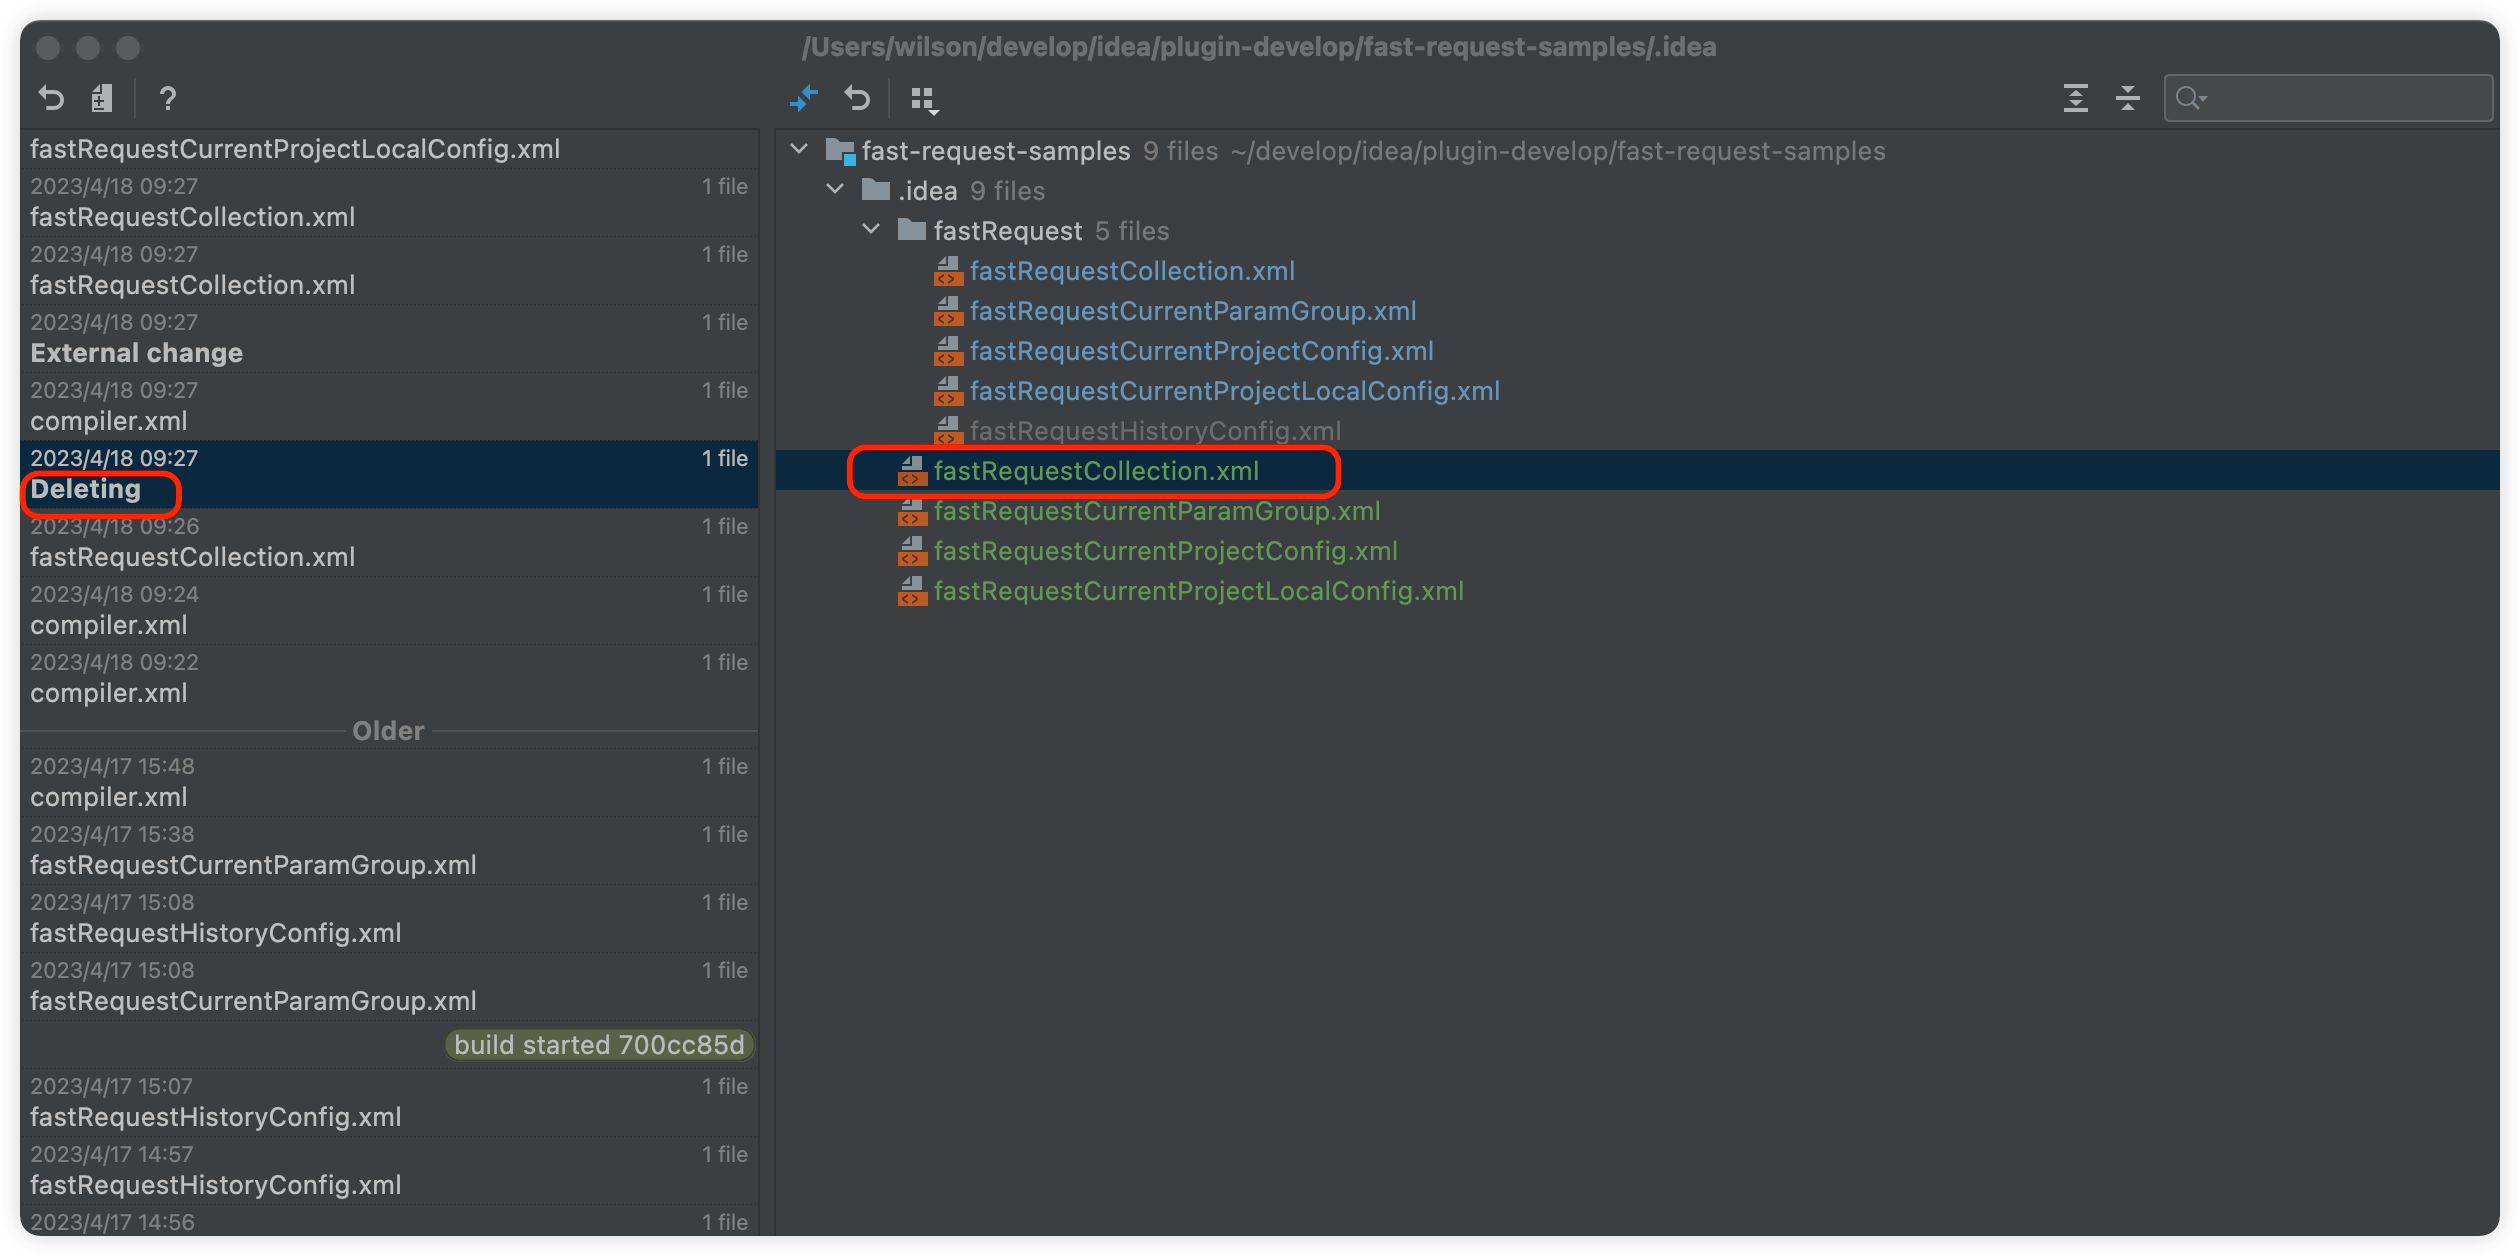 /Users/wilson/develop/idea/plugin-develop/fast-request-samples/.idea
?
fastRequestCurrentProjectLocalConfig.xml
2023/4/18 09:27 1 file
fastRequestCollection.xml
2023/4/18 09:27 1 file
fastRequestCollection.xml
2023/4/18 09:27 1 file
External change
2023/4/18 09:27 1 file
compiler.xml
2023/4/18 09:27 1 file
Deleting
2023/4/18 09:26 1 file
fastRequestCollection.xml
2023/4/18 09:24 1 file
compiler.xml
2023/4/18 09:22 1 file
compiler.xml
Older
2023/4/17 15:48 1 file
compiler.xml
2023/4/17 15:38 1 file
fastRequestCurrentParamGroup.xml
2023/4/17 15:08 1 file
fastRequestHistoryConfig.xml
2023/4/17 15:08 1 file
fastRequestCurrentParamGroup.xml
build started 700cc85d
2023/4/17 15:07 1 file
fastRequestHistoryConfig.xml
2023/4/17 14:57 1 file
fastRequestHistoryConfig.xml
2023/4/17 14:56 1 file
fast-request-samples 9 files ~/develop/idea/plugin-develop/fast-request-samples
.idea 9 files
fastRequest 5 files
fastRequestCollection.xml
fastRequestCurrentParamGroup.xml
fastRequestCurrentProjectConfig.xml
fastRequestCurrentProjectLocalConfig.xml
fastRequestHistoryConfig.xml
fastRequestCollection.xml
fastRequestCurrentParamGroup.xml
fastRequestCurrentProjectConfig.xml
fastRequestCurrentProjectLocalConfig.xml